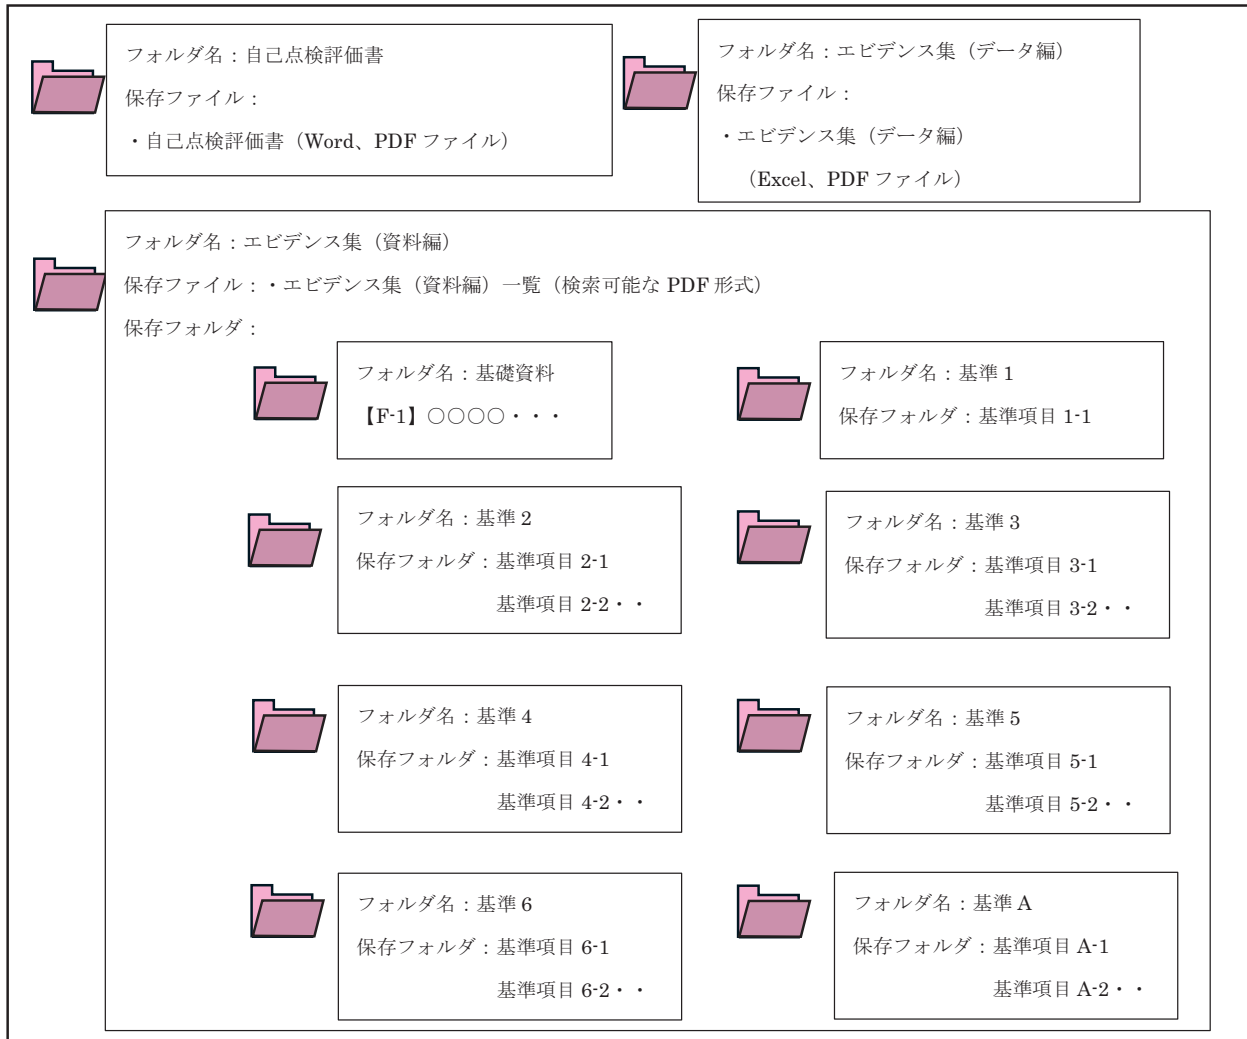 フォルダ名：自己点検評価書
保存ファイル：
・自己点検評価書（Word、PDF ファイル）
フォルダ名：エビデンス集（データ編）
保存ファイル：
・エビデンス集（データ編）
（Excel、PDF ファイル）
フォルダ名：エビデンス集（資料編）
保存ファイル：・エビデンス集（資料編）一覧（検索可能な PDF 形式）
保存フォルダ：
フォルダ名：基礎資料
【F-1】○○○○・・・
フォルダ名：基準 1
保存フォルダ：基準項目 1-1
フォルダ名：基準 2
保存フォルダ：基準項目 2-1
基準項目 2-2・・
フォルダ名：基準 3
保存フォルダ：基準項目 3-1
基準項目 3-2・・
フォルダ名：基準 4
保存フォルダ：基準項目 4-1
基準項目 4-2・・
フォルダ名：基準 5
保存フォルダ：基準項目 5-1
基準項目 5-2・・
フォルダ名：基準 6
保存フォルダ：基準項目 6-1
基準項目 6-2・・
フォルダ名：基準 A
保存フォルダ：基準項目 A-1
基準項目 A-2・・